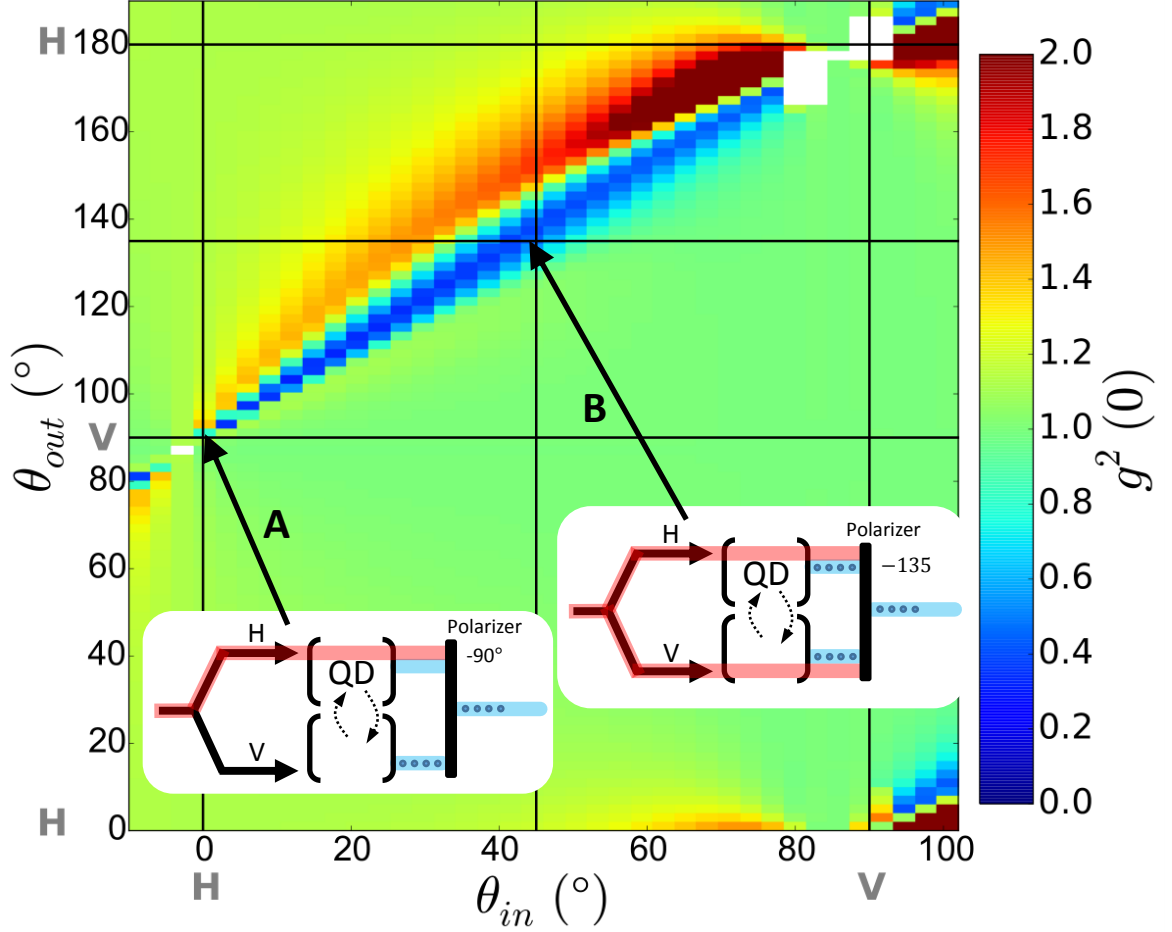 H 180
160
140
120
100
V
80
60
40
20
H 0
θout (°)
0 20 40 60 80 100
H V
θin (°)
2.0
1.8
1.6
1.4
1.2
1.0
0.8
0.6
0.4
0.2
0.0
g² (0)
A
B
H
V
QD
Polarizer
-90°
H
V
QD
Polarizer
−135